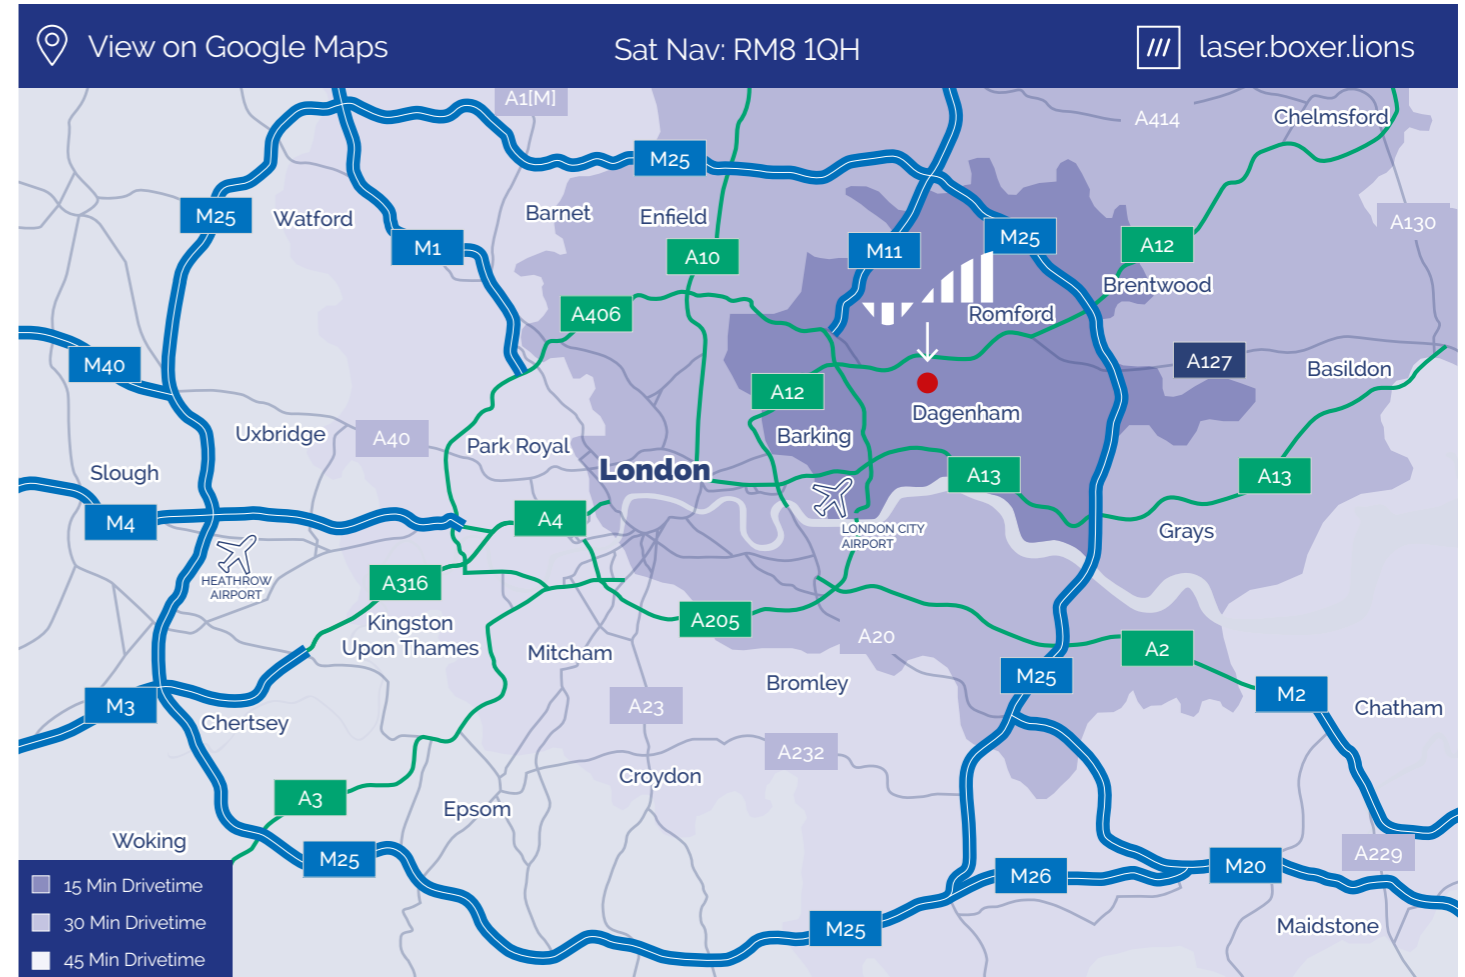 View on Google Maps
Sat Nav: RM8 1QH
laser.boxer.lions
A1[M]
A414
Chelmsford
M25
M25
Watford
Barnet
Enfield
A130
M1
A10
M11
M25
A12
Brentwood
A406
Romford
M40
A127
Basildon
A12
Dagenham
Uxbridge
A40
Park Royal
Barking
Slough
London
A13
A13
M4
A4
LONDON CITY
AIRPORT
Grays
HEATHROW
AIRPORT
A316
Kingston
Upon Thames
A205
A20
Mitcham
A2
Bromley
M25
M2
M3
Chertsey
A23
Chatham
A232
Croydon
A3
Epsom
Woking
M25
A229
M26
M20
M25
Maidstone
15 Min Drivetime
30 Min Drivetime
45 Min Drivetime